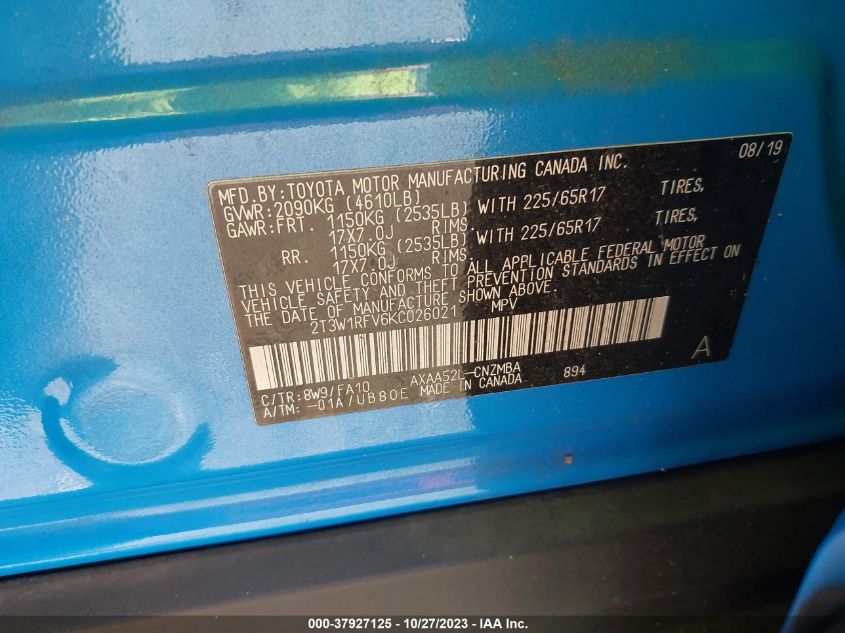 08/19
MFD.BY:TOYOTA MOTOR MANUFACTURING CANADA INC.
GVWR:2090KG (4610LB)
GAWR:FRT. 1150KG (2535LB) WITH 225/65R17 TIRES,
17X7.0J RIMS.
RR. 1150KG (2535LB) WITH 225/65R17 TIRES,
17X7.0J RIMS.
THIS VEHICLE CONFORMS TO ALL APPLICABLE FEDERAL MOTOR
VEHICLE SAFETY AND THEFT PREVENTION STANDARDS IN EFFECT ON
THE DATE OF MANUFACTURE SHOWN ABOVE.
2T3W1RFV6KC026021 MPV
A
C/TR:8W9/FA10 AXAA52L-CNZMBA 894
A/TM:-01A/UB80E MADE IN CANADA
000-37927125 - 10/27/2023 - IAA Inc.